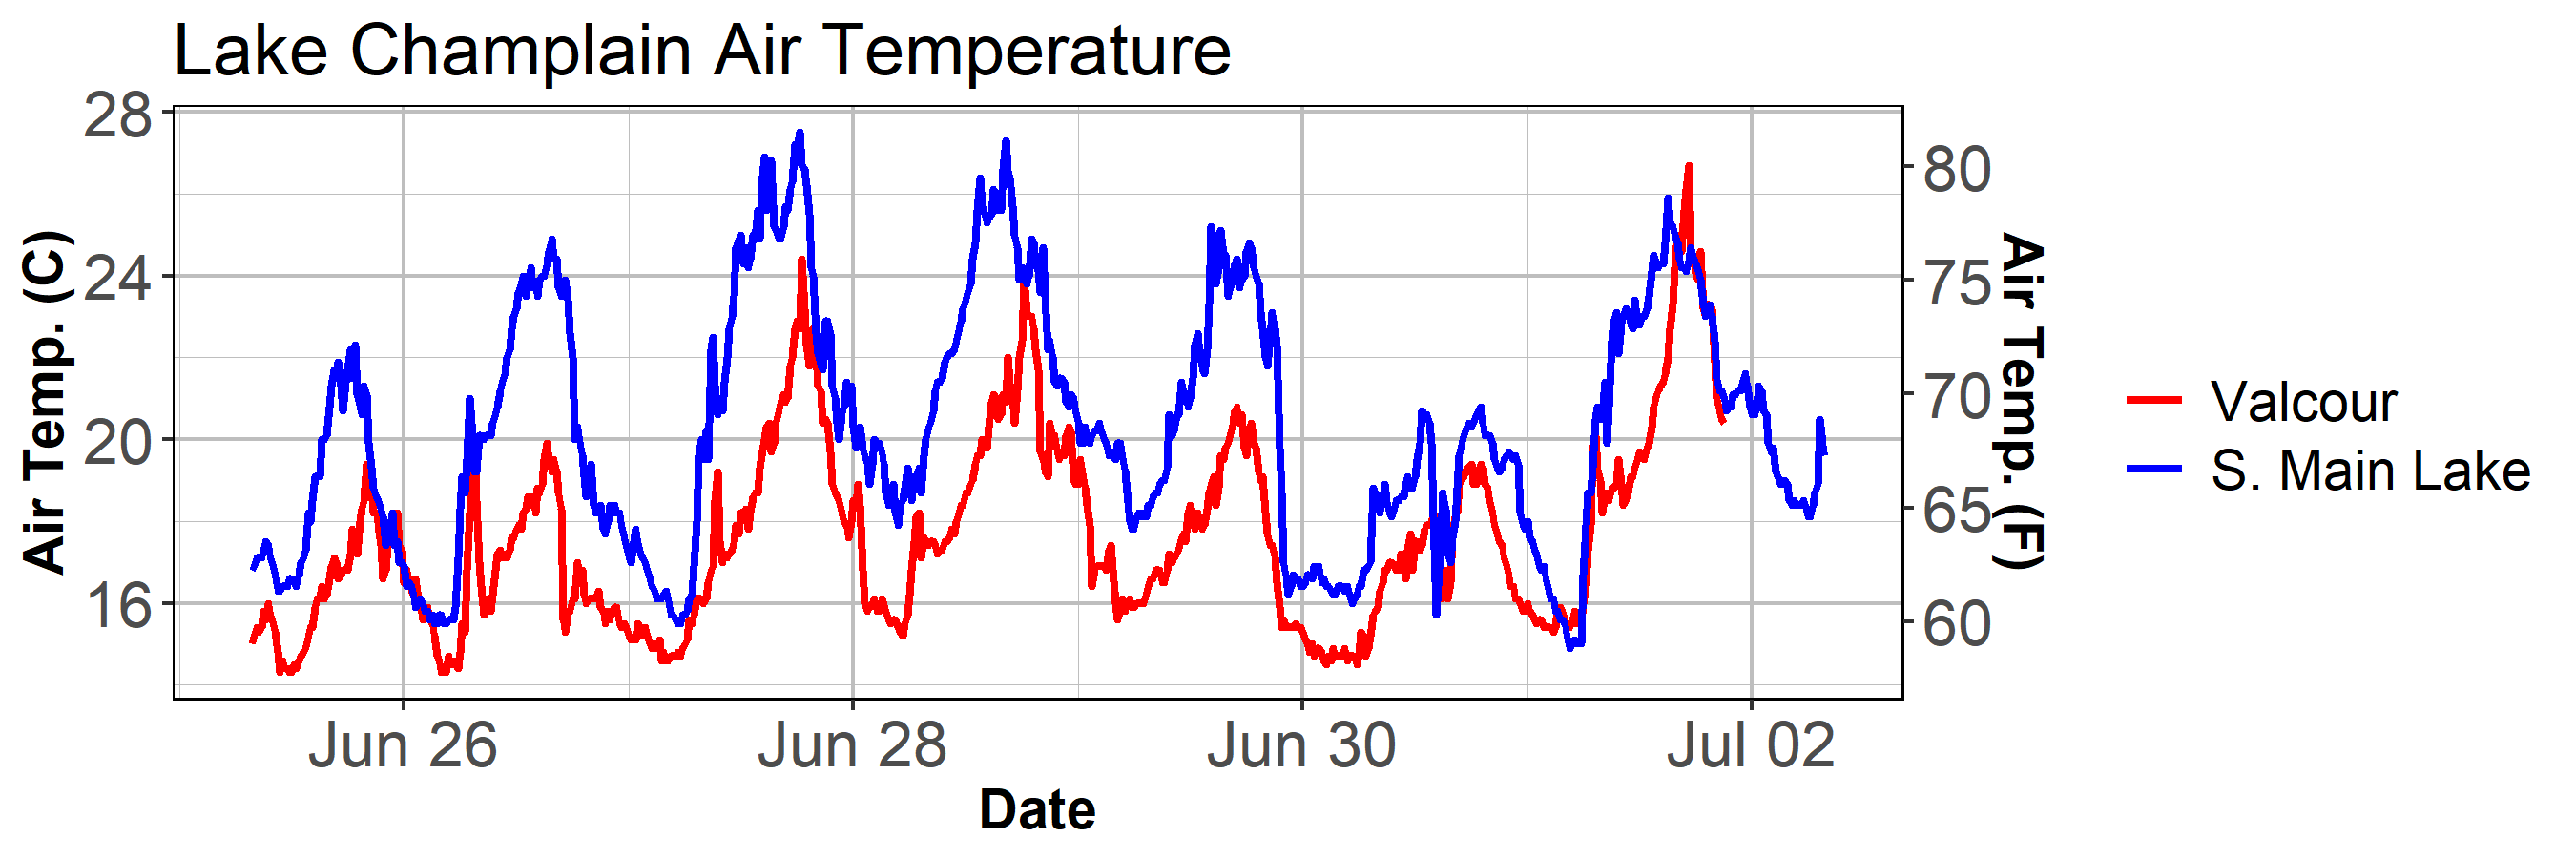 Lake Champlain Air Temperature
28
24
20
16
Air Temp. (C)
80
75
70
65
60
Air Temp. (F)
Jun 26
Jun 28
Jun 30
Jul 02
Date
Valcour
S. Main Lake